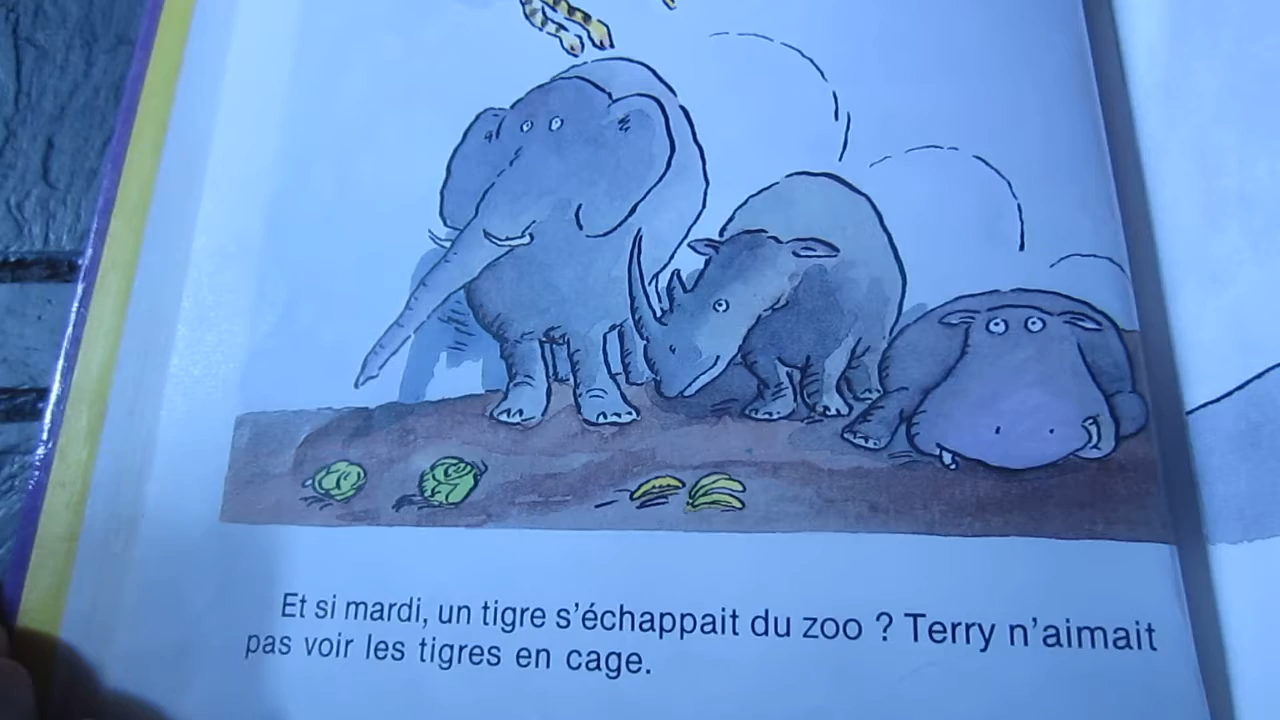 Et si mardi, un tigre s'échappait du zoo ? Terry n'aimait
pas voir les tigres en cage.